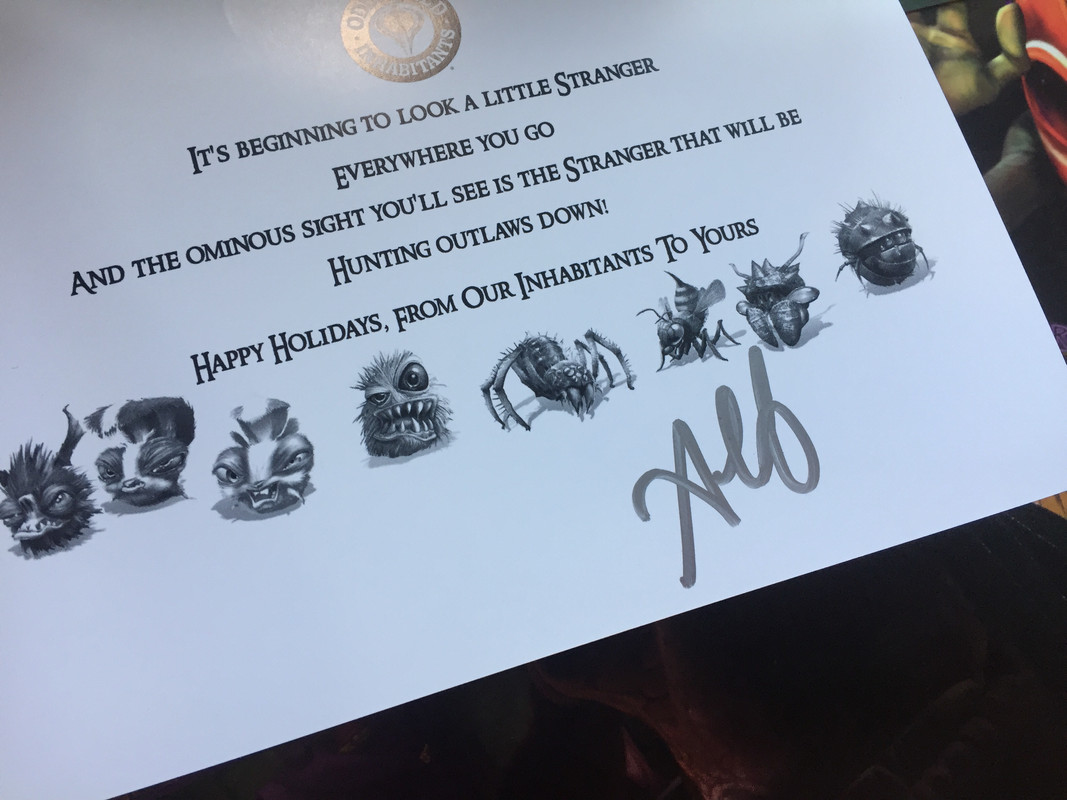 INHABITANTS
It's beginning to look a little Stranger
Everywhere you go
And the ominous sight you'll see is the Stranger that will be
Hunting outlaws down!
Happy Holidays, from Our Inhabitants To Yours